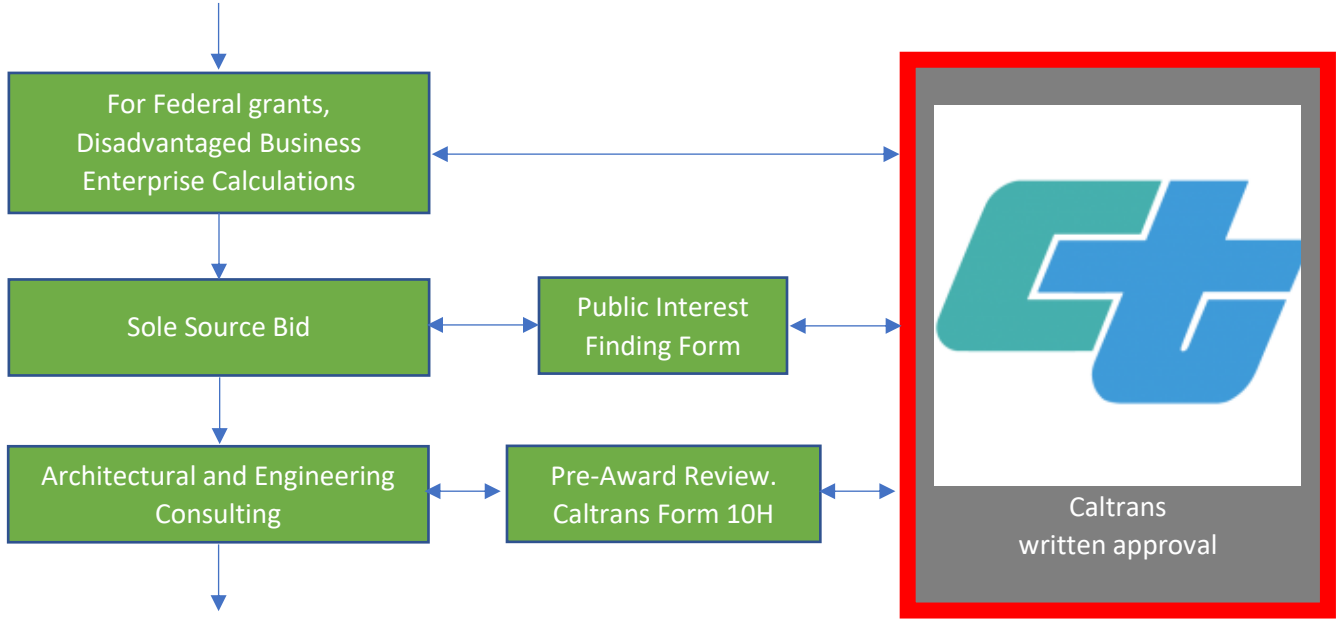 For Federal grants,
Disadvantaged Business
Enterprise Calculations
Sole Source Bid
Public Interest
Finding Form
Architectural and Engineering
Consulting
Pre-Award Review.
Caltrans Form 10H
ct
Caltrans
written approval